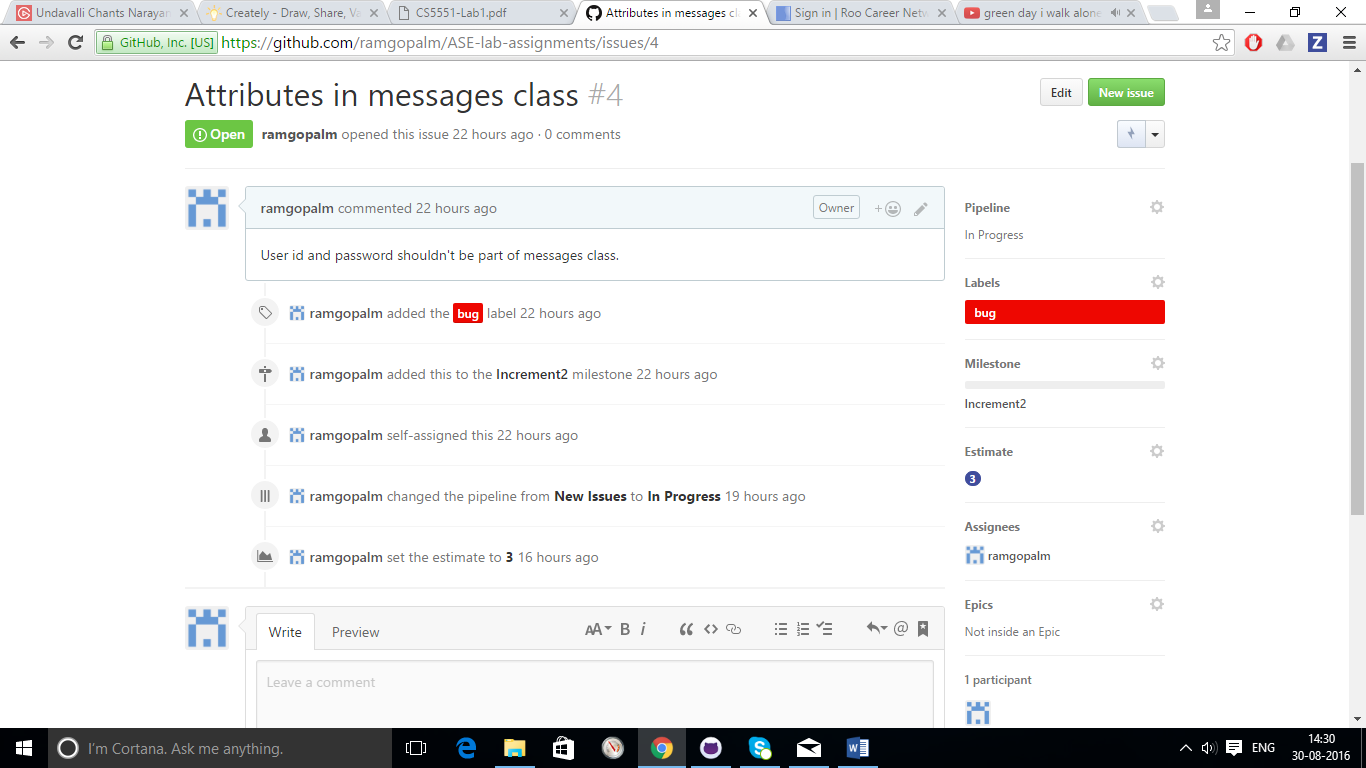 Undavalli Chants Narayan
Creately - Draw, Share, Va
CS5551-Lab1.pdf
Attributes in messages cl
Sign in | Roo Career Netw
green day i walk alone
GitHub, Inc. [US] https://github.com/ramgopalm/ASE-lab-assignments/issues/4
Attributes in messages class #4
Edit
New issue
Open
ramgopalm opened this issue 22 hours ago · 0 comments
ramgopalm commented 22 hours ago
Owner
User id and password shouldn't be part of messages class.
ramgopalm added the bug label 22 hours ago
ramgopalm added this to the Increment2 milestone 22 hours ago
ramgopalm self-assigned this 22 hours ago
ramgopalm changed the pipeline from New Issues to In Progress 19 hours ago
ramgopalm set the estimate to 3 16 hours ago
Write
Preview
AA B i
Leave a comment
Pipeline
In Progress
Labels
bug
Milestone
Increment2
Estimate
3
Assignees
ramgopalm
Epics
Not inside an Epic
1 participant
I'm Cortana. Ask me anything.
ENG
14:30
30-08-2016